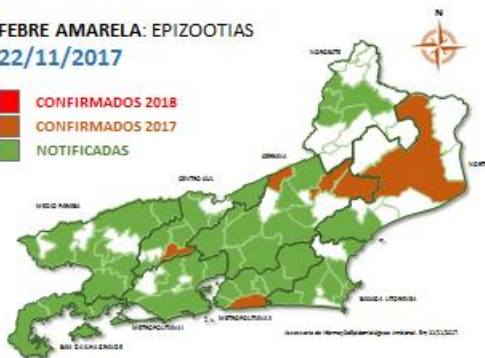 FEBRE AMARELA: EPIZOOTIAS
22/11/2017
N
NOROESTE
CONFIRMADOS 2018
CONFIRMADOS 2017
NOTIFICADAS
SERRANA
NORTE
CENTRO SUL
MEDIO PARAIBA
BAIXADA LITORANEA
METROPOLITANA II
METROPOLITANA I
BAIA DA ILHA GRANDE